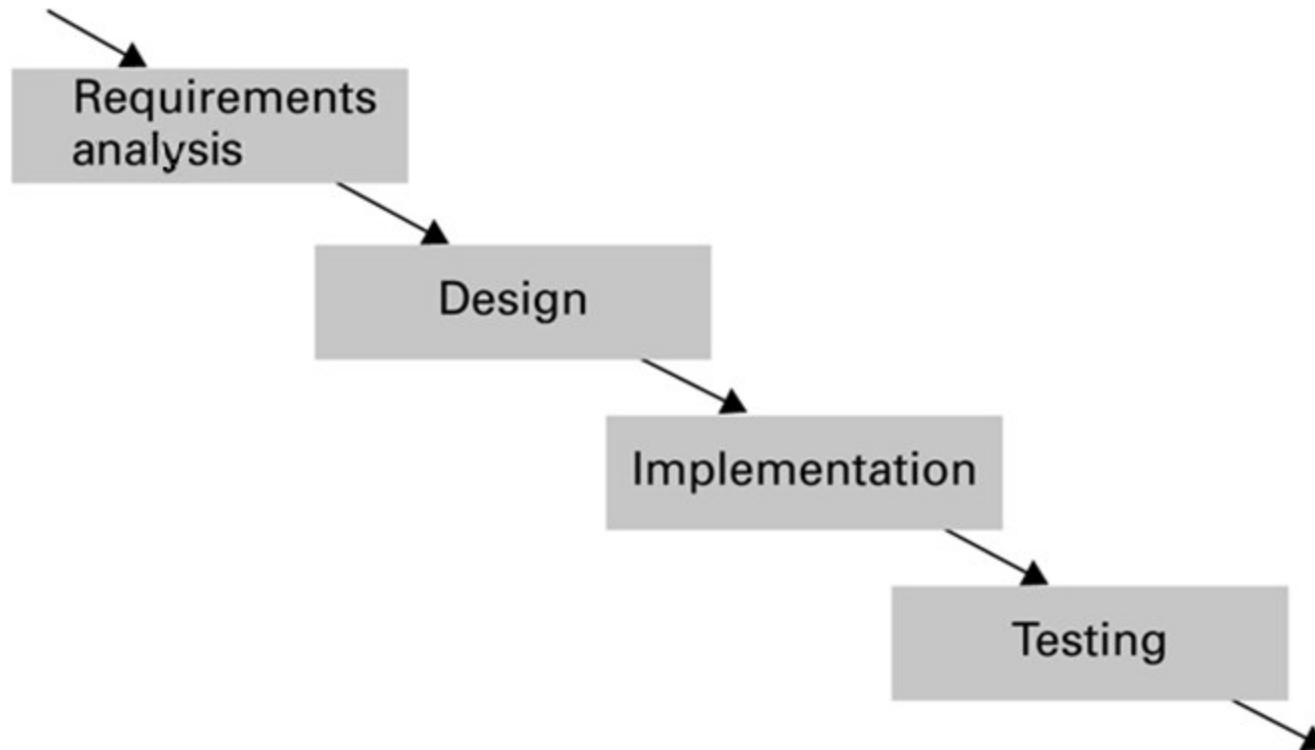 Requirements
analysis
Design
Implementation
Testing